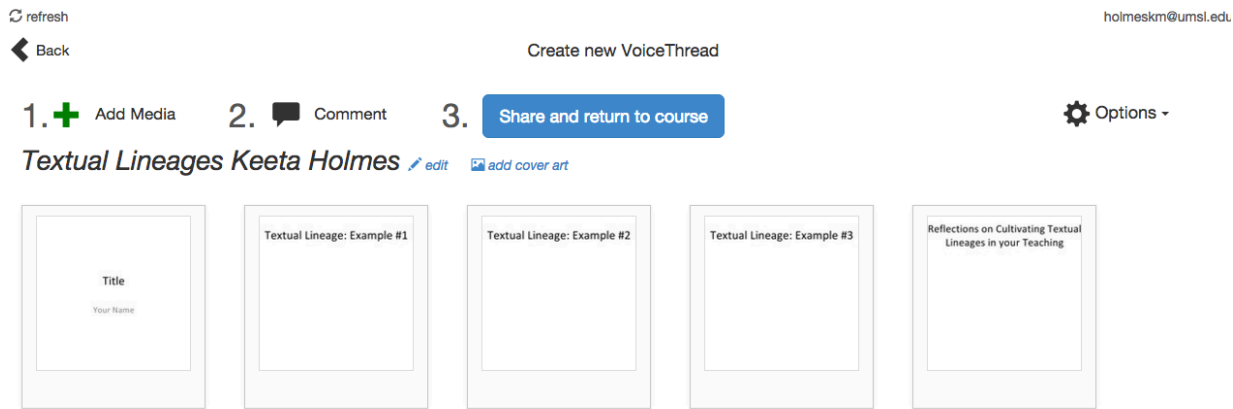 refresh
holmeskm@umsl.edu
Back
Create new VoiceThread
1. Add Media
2. Comment
3. Share and return to course
Options
Textual Lineages Keeta Holmes edit add cover art
Title
Your Name
Textual Lineage: Example #1
Textual Lineage: Example #2
Textual Lineage: Example #3
Reflections on Cultivating Textual
Lineages in your Teaching